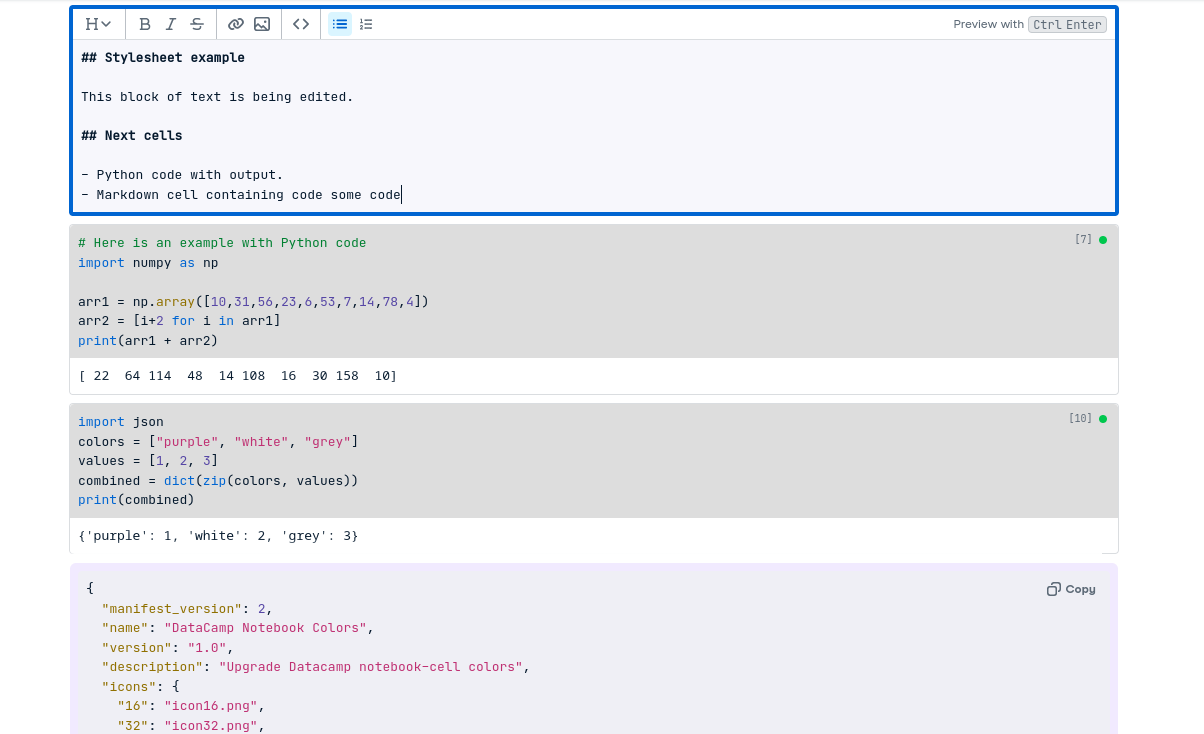 H B I S Preview with Ctrl Enter
## Stylesheet example
This block of text is being edited.
## Next cells
- Python code with output.
- Markdown cell containing code some code
# Here is an example with Python code [7]
import numpy as np
arr1 = np.array([10,31,56,23,6,53,7,14,78,4])
arr2 = [i+2 for i in arr1]
print(arr1 + arr2)
[ 22  64 114  48  14 108  16  30 158  10]
import json [10]
colors = ["purple", "white", "grey"]
values = [1, 2, 3]
combined = dict(zip(colors, values))
print(combined)
{'purple': 1, 'white': 2, 'grey': 3}
{ Copy
  "manifest_version": 2,
  "name": "DataCamp Notebook Colors",
  "version": "1.0",
  "description": "Upgrade Datacamp notebook-cell colors",
  "icons": {
    "16": "icon16.png",
    "32": "icon32.png",